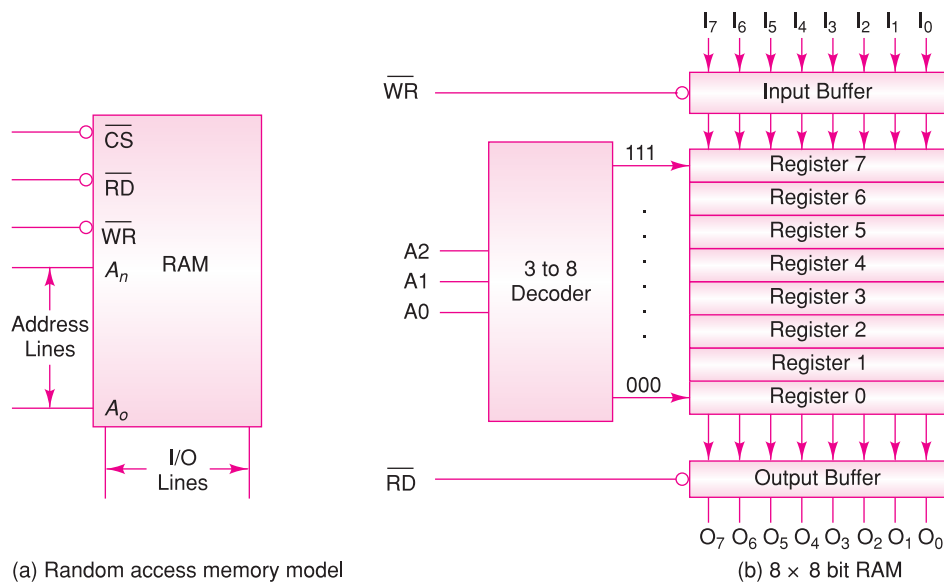 CS
RD
WR
RAM
Aₙ
Address
Lines
Aₒ
I/O
Lines
(a) Random access memory model
I₇ I₆ I₅ I₄ I₃ I₂ I₁ I₀
WR
Input Buffer
111
Register 7
Register 6
Register 5
Register 4
Register 3
Register 2
Register 1
Register 0
A2
A1
A0
3 to 8
Decoder
000
RD
Output Buffer
O₇ O₆ O₅ O₄ O₃ O₂ O₁ O₀
(b) 8 × 8 bit RAM